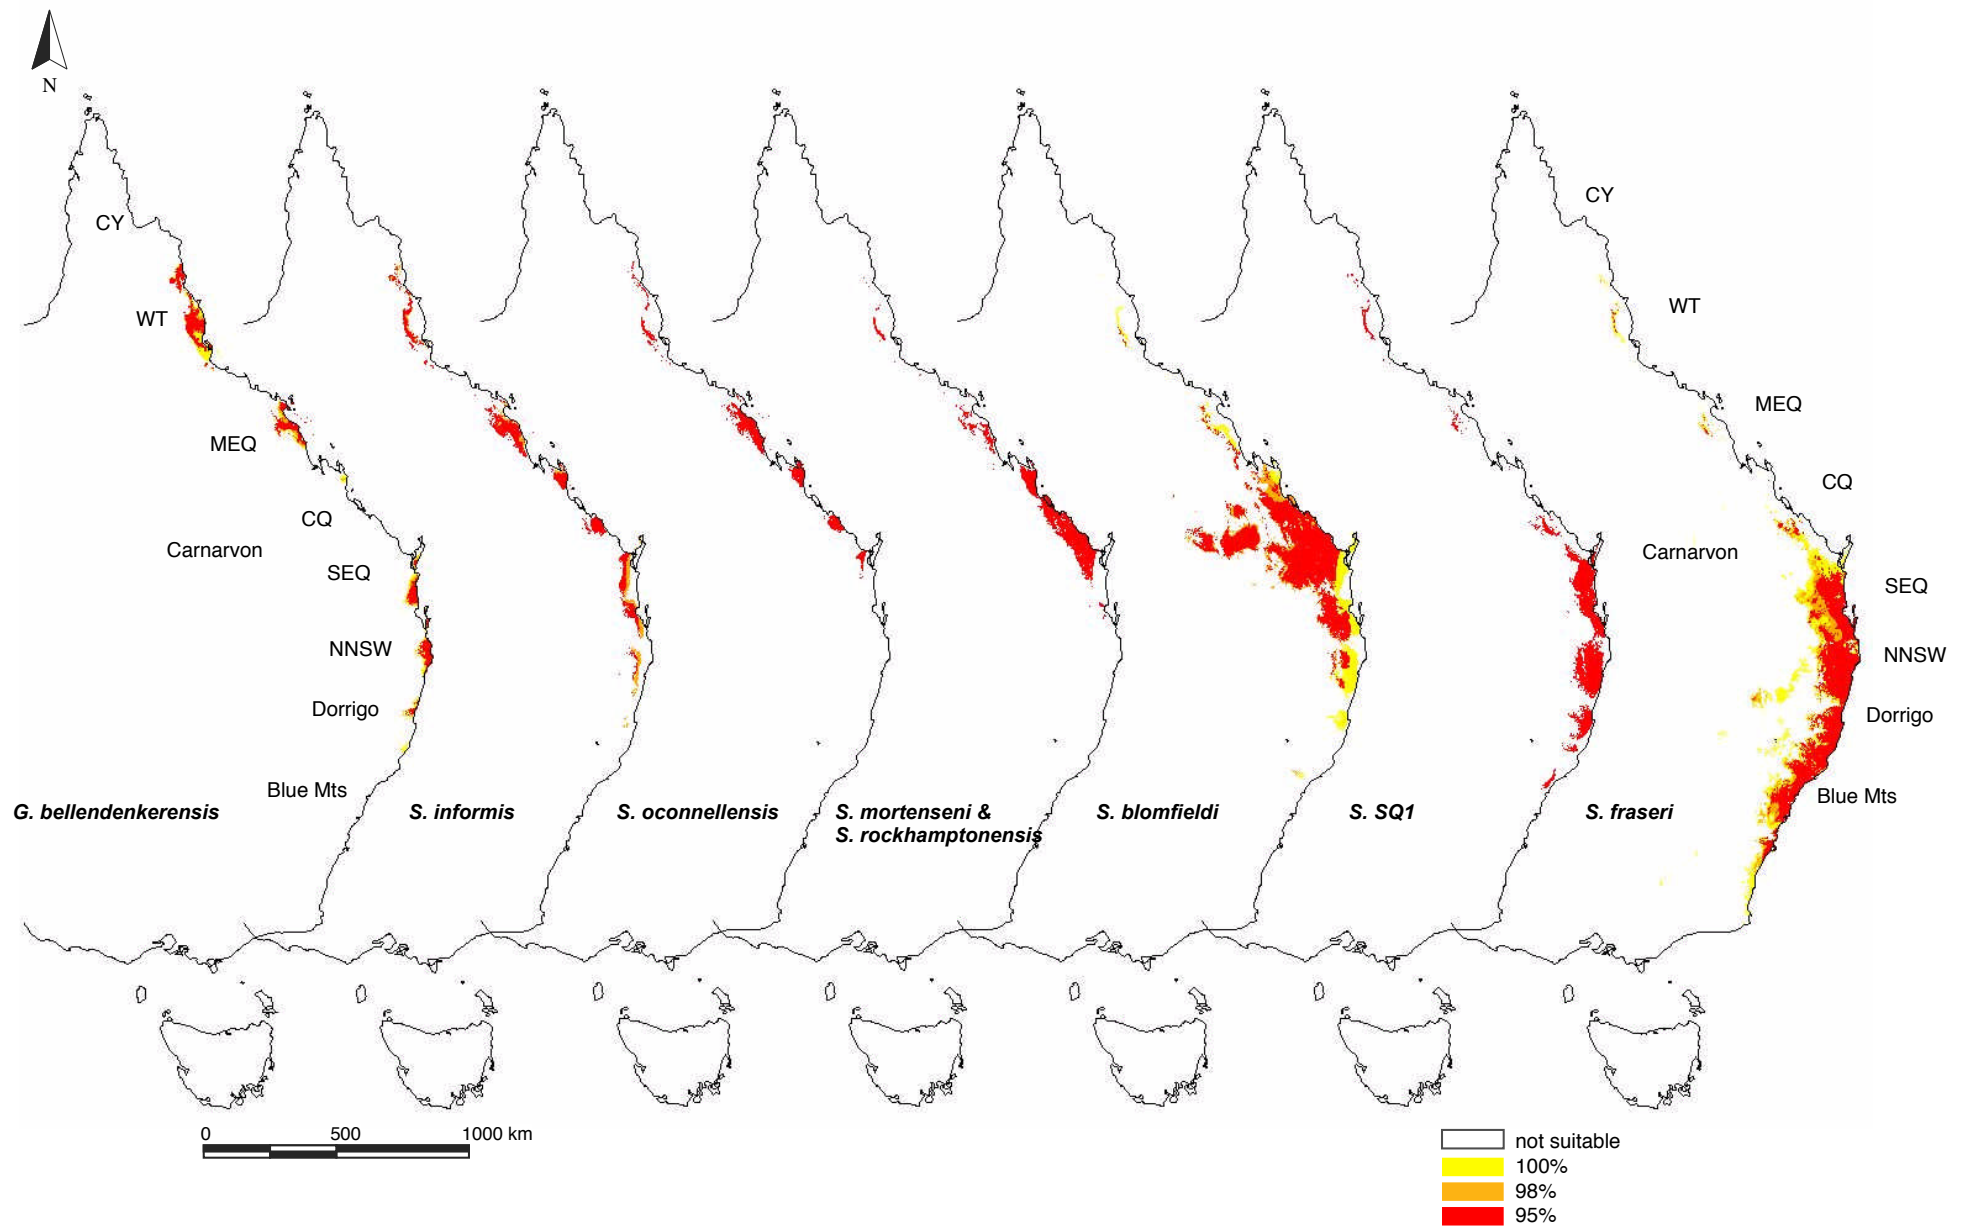 N
CY
WT
MEQ
CQ
Carnarvon
SEQ
NNSW
Dorrigo
Blue Mts
CY
WT
MEQ
CQ
Carnarvon
SEQ
NNSW
Dorrigo
Blue Mts
G. bellendenkerensis
S. informis
S. oconnellensis
S. mortenseni &
S. rockhamptonensis
S. blomfieldi
S. SQ1
S. fraseri
0 500 1000 km
not suitable
100%
98%
95%